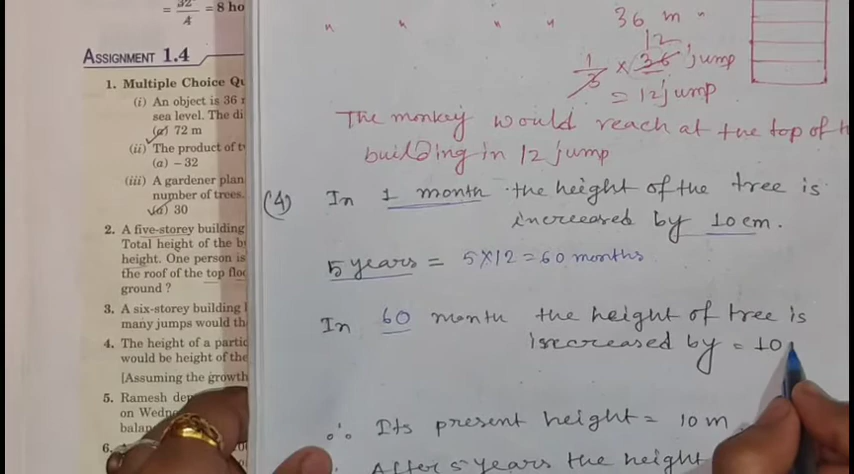 = 32/4 = 8 ho
ASSIGNMENT 1.4
1. Multiple Choice Qu
(i) An object is 36
sea level. The di
(a) 72 m
(ii) The product of t
(a) – 32
(iii) A gardener plan
number of trees.
(a) 30
2. A five-storey building
Total height of the b
height. One person is
the roof of the top floo
ground ?
3. A six-storey building
many jumps would th
4. The height of a partic
would be height of the
[Assuming the growth
5. Ramesh dep
on Wedn
balan
6.
" " " " 36 m "
12
1/3 × 36 jump
= 12 jump
The monkey would reach at the top of
building in 12 jump
(4) In 1 month the height of the tree is
increeared by 10 cm.
5 years = 5×12 = 60 months
In 60 month the height of tree is
iscreased by = 10
∴ Its present height = 10 m
After 5 years the height